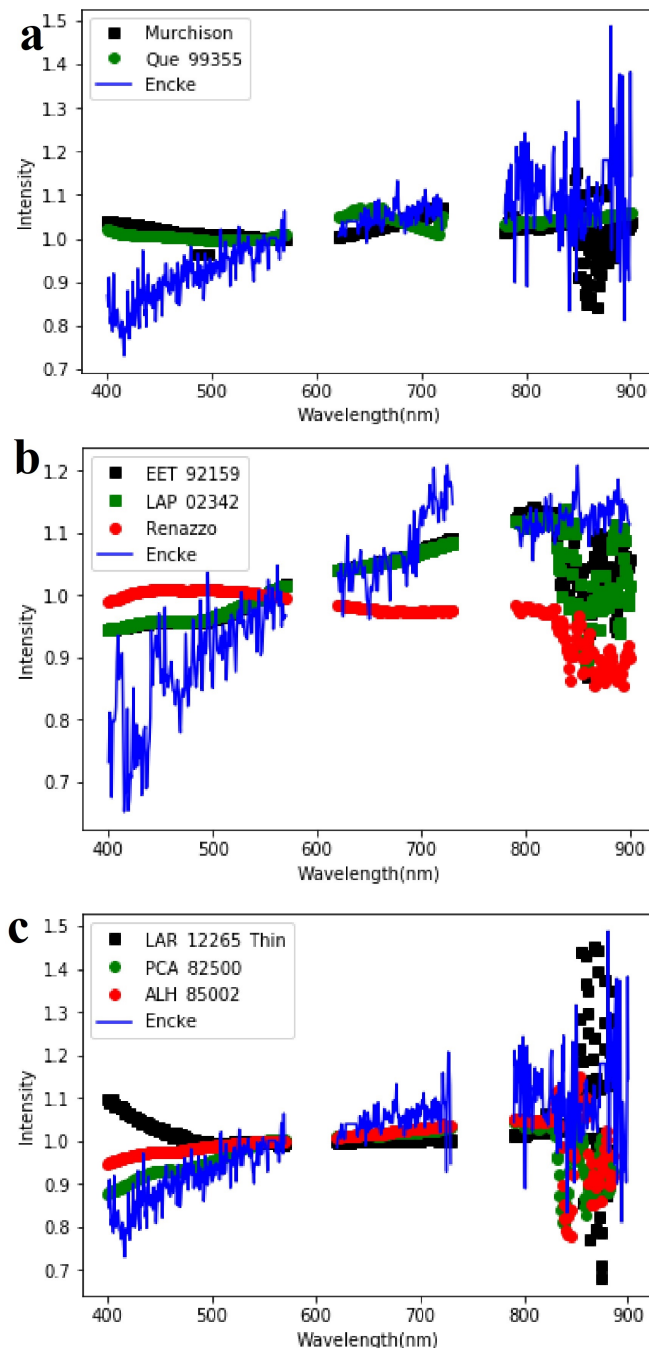 a
1.5
1.4
1.3
1.2
1.1
1.0
0.9
0.8
0.7
Intensity
Murchison
Que 99355
Encke
400 500 600 700 800 900
Wavelength(nm)
b
1.2
1.1
1.0
0.9
0.8
0.7
Intensity
EET 92159
LAP 02342
Renazzo
Encke
400 500 600 700 800 900
Wavelength(nm)
c
1.5
1.4
1.3
1.2
1.1
1.0
0.9
0.8
0.7
Intensity
LAR 12265 Thin
PCA 82500
ALH 85002
Encke
400 500 600 700 800 900
Wavelength(nm)